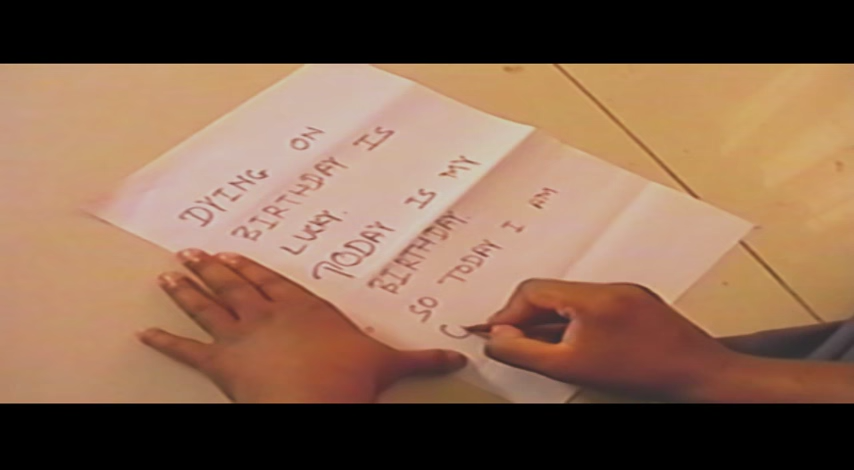 DYING ON
BIRTHDAY IS
LUCKY.
TODAY IS MY
BIRTHDAY.
SO TODAY I AM